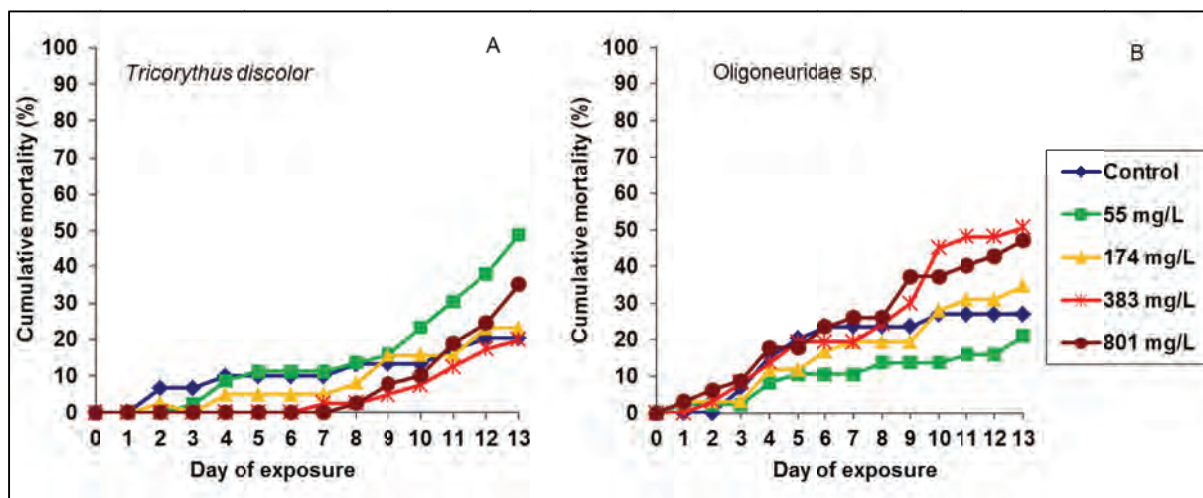 A
Tricorythus discolor
Cumulative mortality (%)
100
90
80
70
60
50
40
30
20
10
0
0 1 2 3 4 5 6 7 8 9 10 11 12 13
Day of exposure
B
Oligoneuridae sp.
Cumulative mortality (%)
100
90
80
70
60
50
40
30
20
10
0
0 1 2 3 4 5 6 7 8 9 10 11 12 13
Day of exposure
Control
55 mg/L
174 mg/L
383 mg/L
801 mg/L